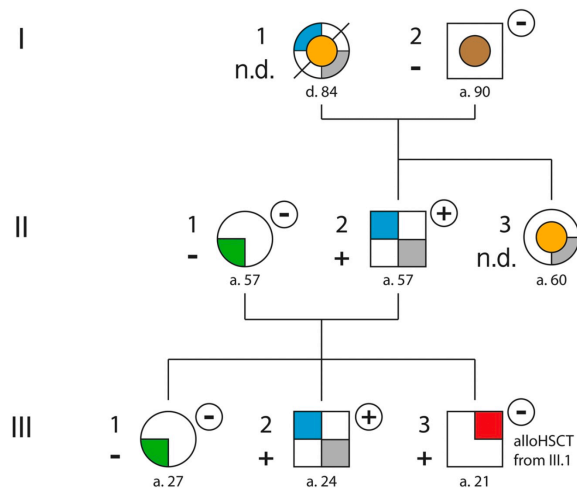 I
1
n.d.
d. 84
2
-
−
a. 90
II
1
-
−
a. 57
2
+
+
a. 57
3
n.d.
a. 60
III
1
-
−
a. 27
2
+
+
a. 24
3
+
−
a. 21
alloHSCT
from III.1